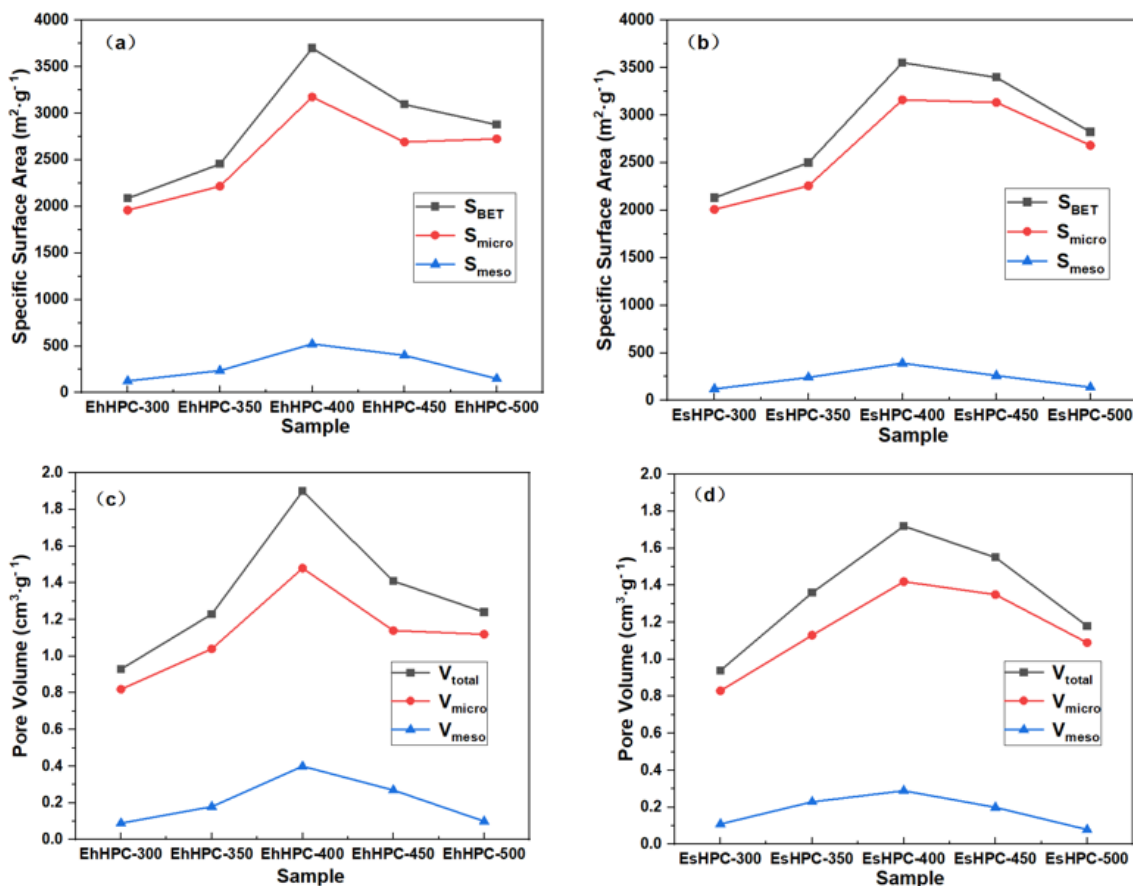 (a)
Specific Surface Area (m²·g⁻¹)
4000
3500
3000
2500
2000
1500
1000
500
0
S_BET
S_micro
S_meso
EhHPC-300 EhHPC-350 EhHPC-400 EhHPC-450 EhHPC-500
Sample
(b)
Specific Surface Area (m²·g⁻¹)
4000
3500
3000
2500
2000
1500
1000
500
0
S_BET
S_micro
S_meso
EsHPC-300 EsHPC-350 EsHPC-400 EsHPC-450 EsHPC-500
Sample
(c)
Pore Volume (cm³·g⁻¹)
2.0
1.8
1.6
1.4
1.2
1.0
0.8
0.6
0.4
0.2
0.0
V_total
V_micro
V_meso
EhHPC-300 EhHPC-350 EhHPC-400 EhHPC-450 EhHPC-500
Sample
(d)
Pore Volume (cm³·g⁻¹)
2.0
1.8
1.6
1.4
1.2
1.0
0.8
0.6
0.4
0.2
0.0
V_total
V_micro
V_meso
EsHPC-300 EsHPC-350 EsHPC-400 EsHPC-450 EsHPC-500
Sample